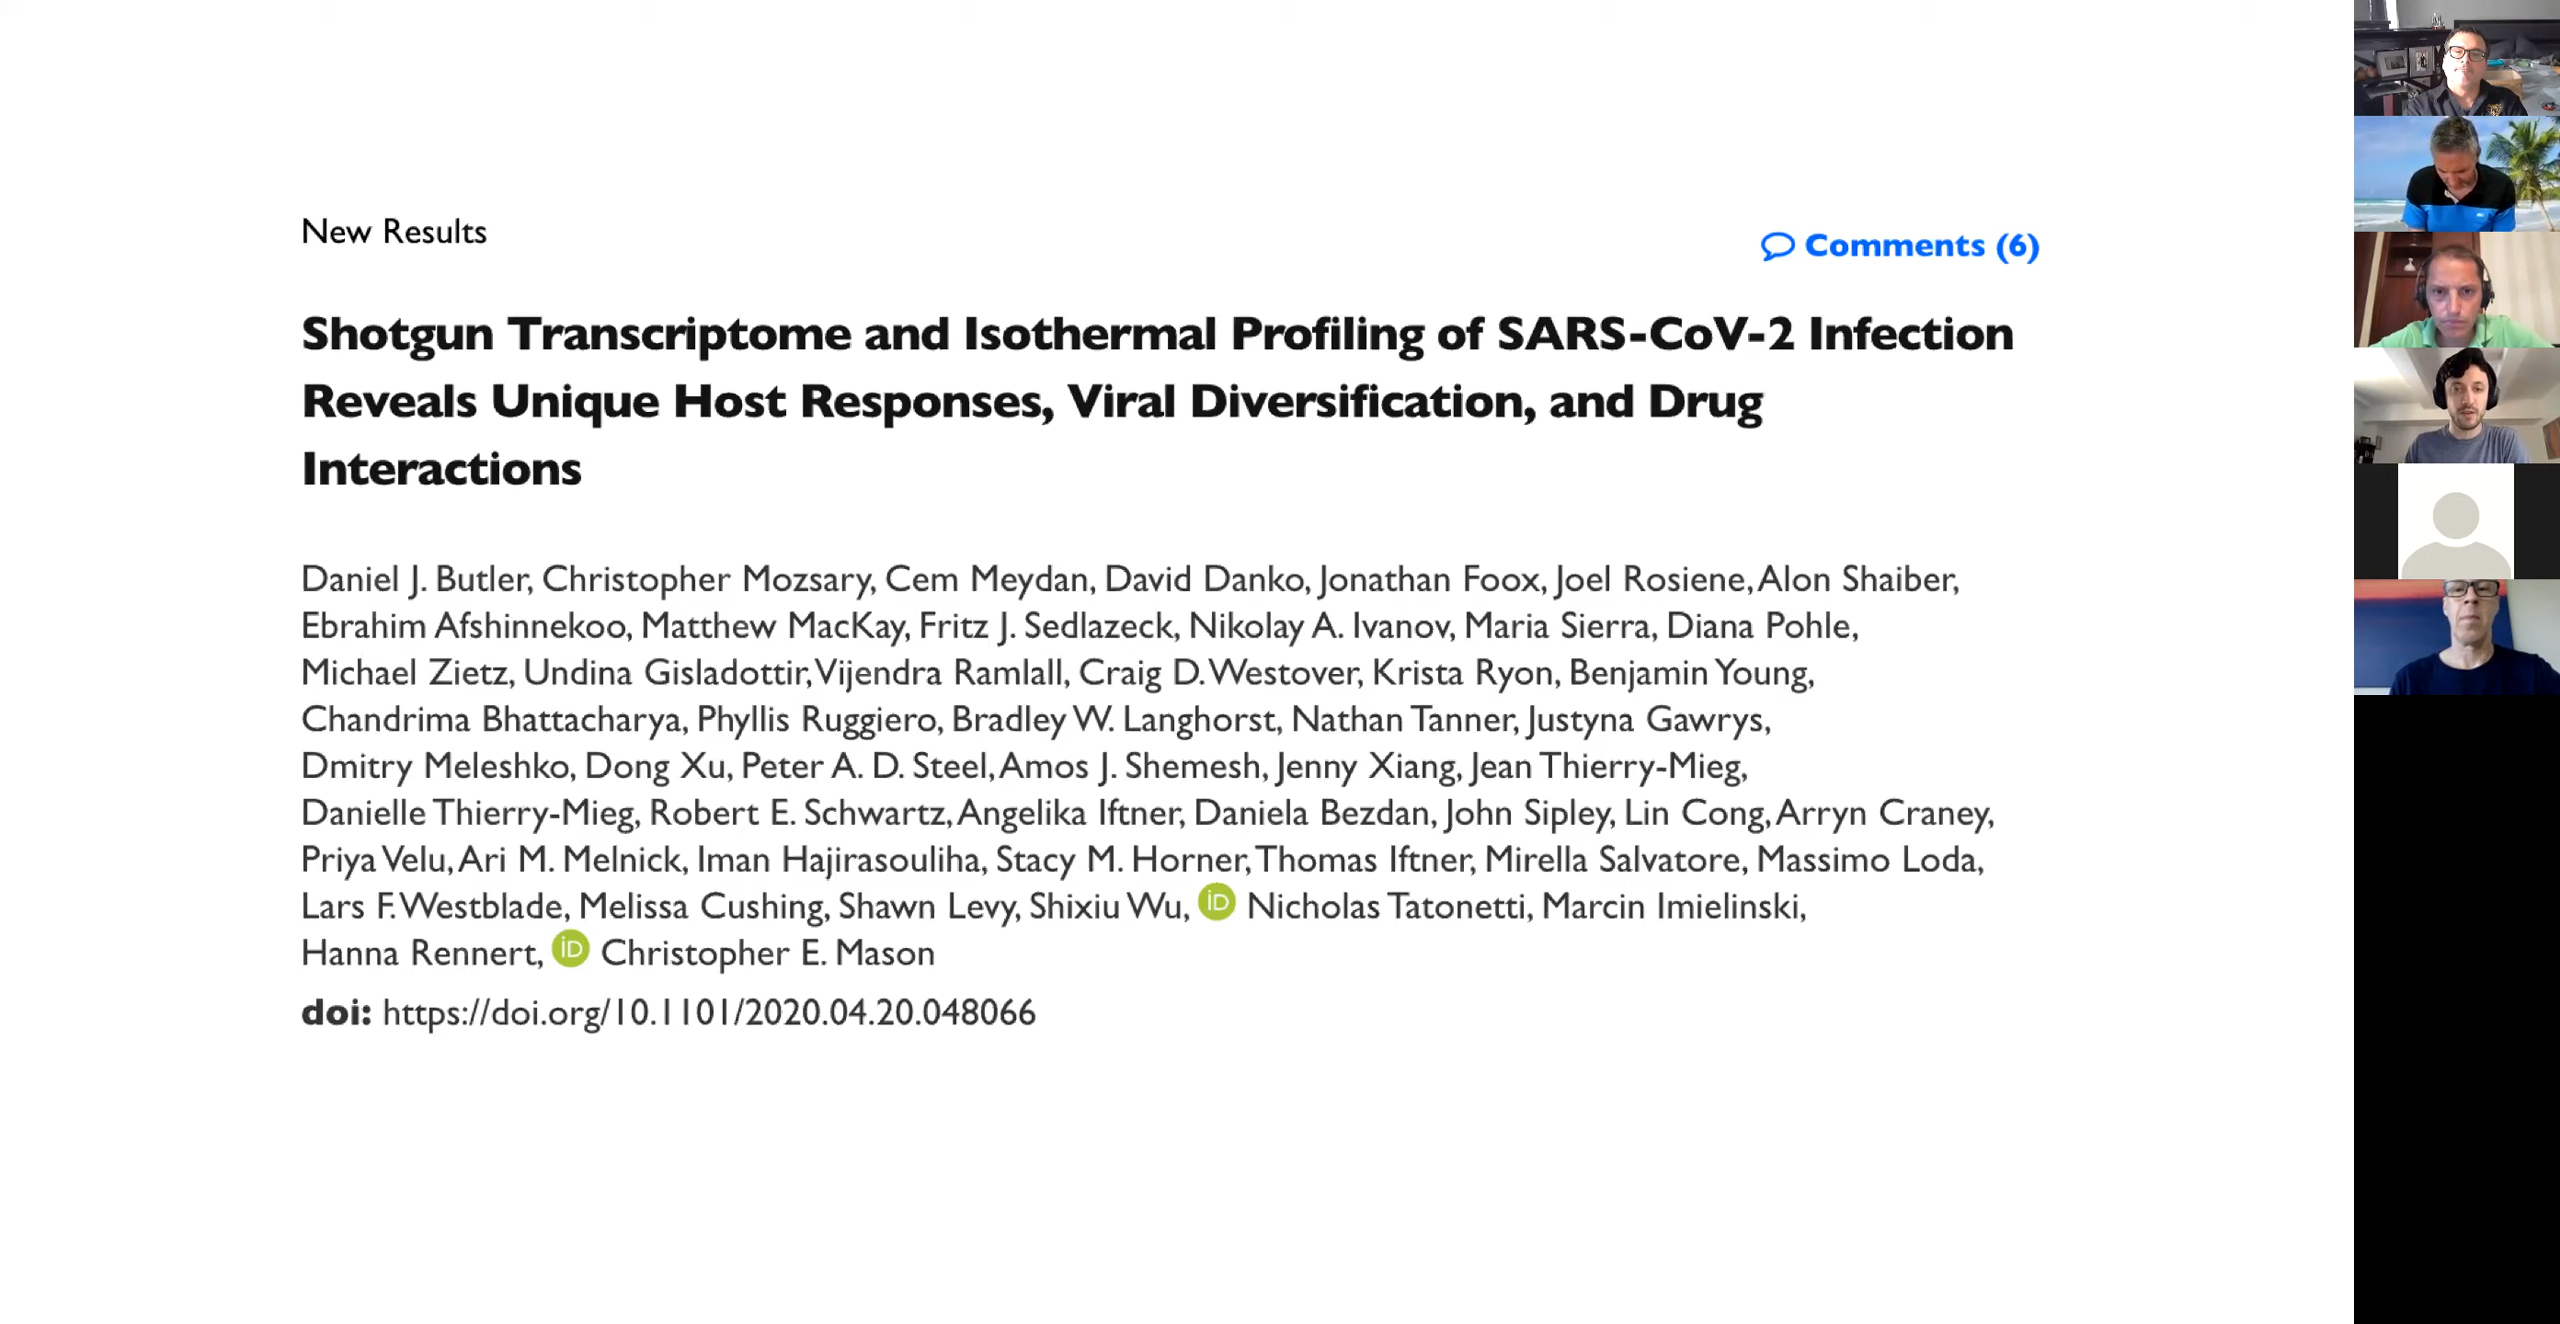 New Results
Comments (6)
Shotgun Transcriptome and Isothermal Profiling of SARS-CoV-2 Infection
Reveals Unique Host Responses, Viral Diversification, and Drug
Interactions
Daniel J. Butler, Christopher Mozsary, Cem Meydan, David Danko, Jonathan Foox, Joel Rosiene, Alon Shaiber,
Ebrahim Afshinnekoo, Matthew MacKay, Fritz J. Sedlazeck, Nikolay A. Ivanov, Maria Sierra, Diana Pohle,
Michael Zietz, Undina Gisladottir, Vijendra Ramlall, Craig D. Westover, Krista Ryon, Benjamin Young,
Chandrima Bhattacharya, Phyllis Ruggiero, Bradley W. Langhorst, Nathan Tanner, Justyna Gawrys,
Dmitry Meleshko, Dong Xu, Peter A. D. Steel, Amos J. Shemesh, Jenny Xiang, Jean Thierry-Mieg,
Danielle Thierry-Mieg, Robert E. Schwartz, Angelika Iftner, Daniela Bezdan, John Sipley, Lin Cong, Arryn Craney,
Priya Velu, Ari M. Melnick, Iman Hajirasouliha, Stacy M. Horner, Thomas Iftner, Mirella Salvatore, Massimo Loda,
Lars F. Westblade, Melissa Cushing, Shawn Levy, Shixiu Wu, iD Nicholas Tatonetti, Marcin Imielinski,
Hanna Rennert, iD Christopher E. Mason
doi: https://doi.org/10.1101/2020.04.20.048066